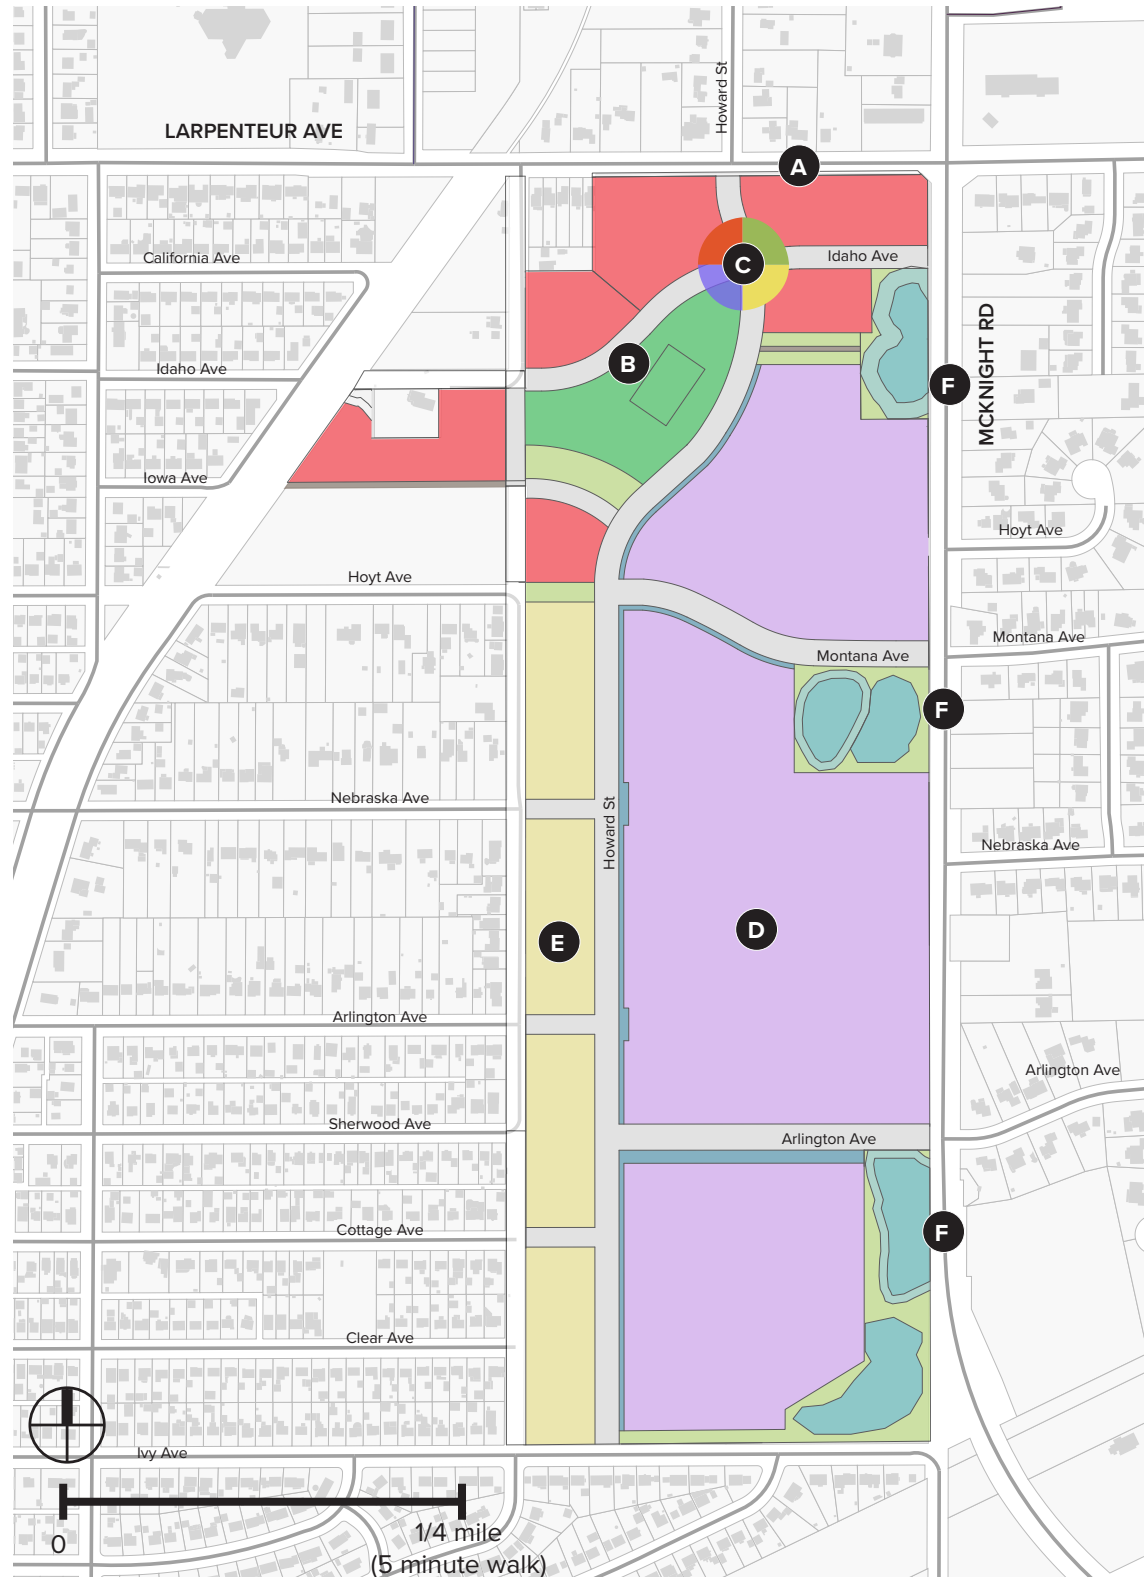 Howard St
LARPENTEUR AVE
A
California Ave
Idaho Ave
C
MCKNIGHT RD
B
Idaho Ave
F
Iowa Ave
Hoyt Ave
Hoyt Ave
Montana Ave
Montana Ave
F
Nebraska Ave
Howard St
Nebraska Ave
E
D
Arlington Ave
Arlington Ave
Sherwood Ave
Arlington Ave
Cottage Ave
F
Clear Ave
Ivy Ave
0
1/4 mile
(5 minute walk)